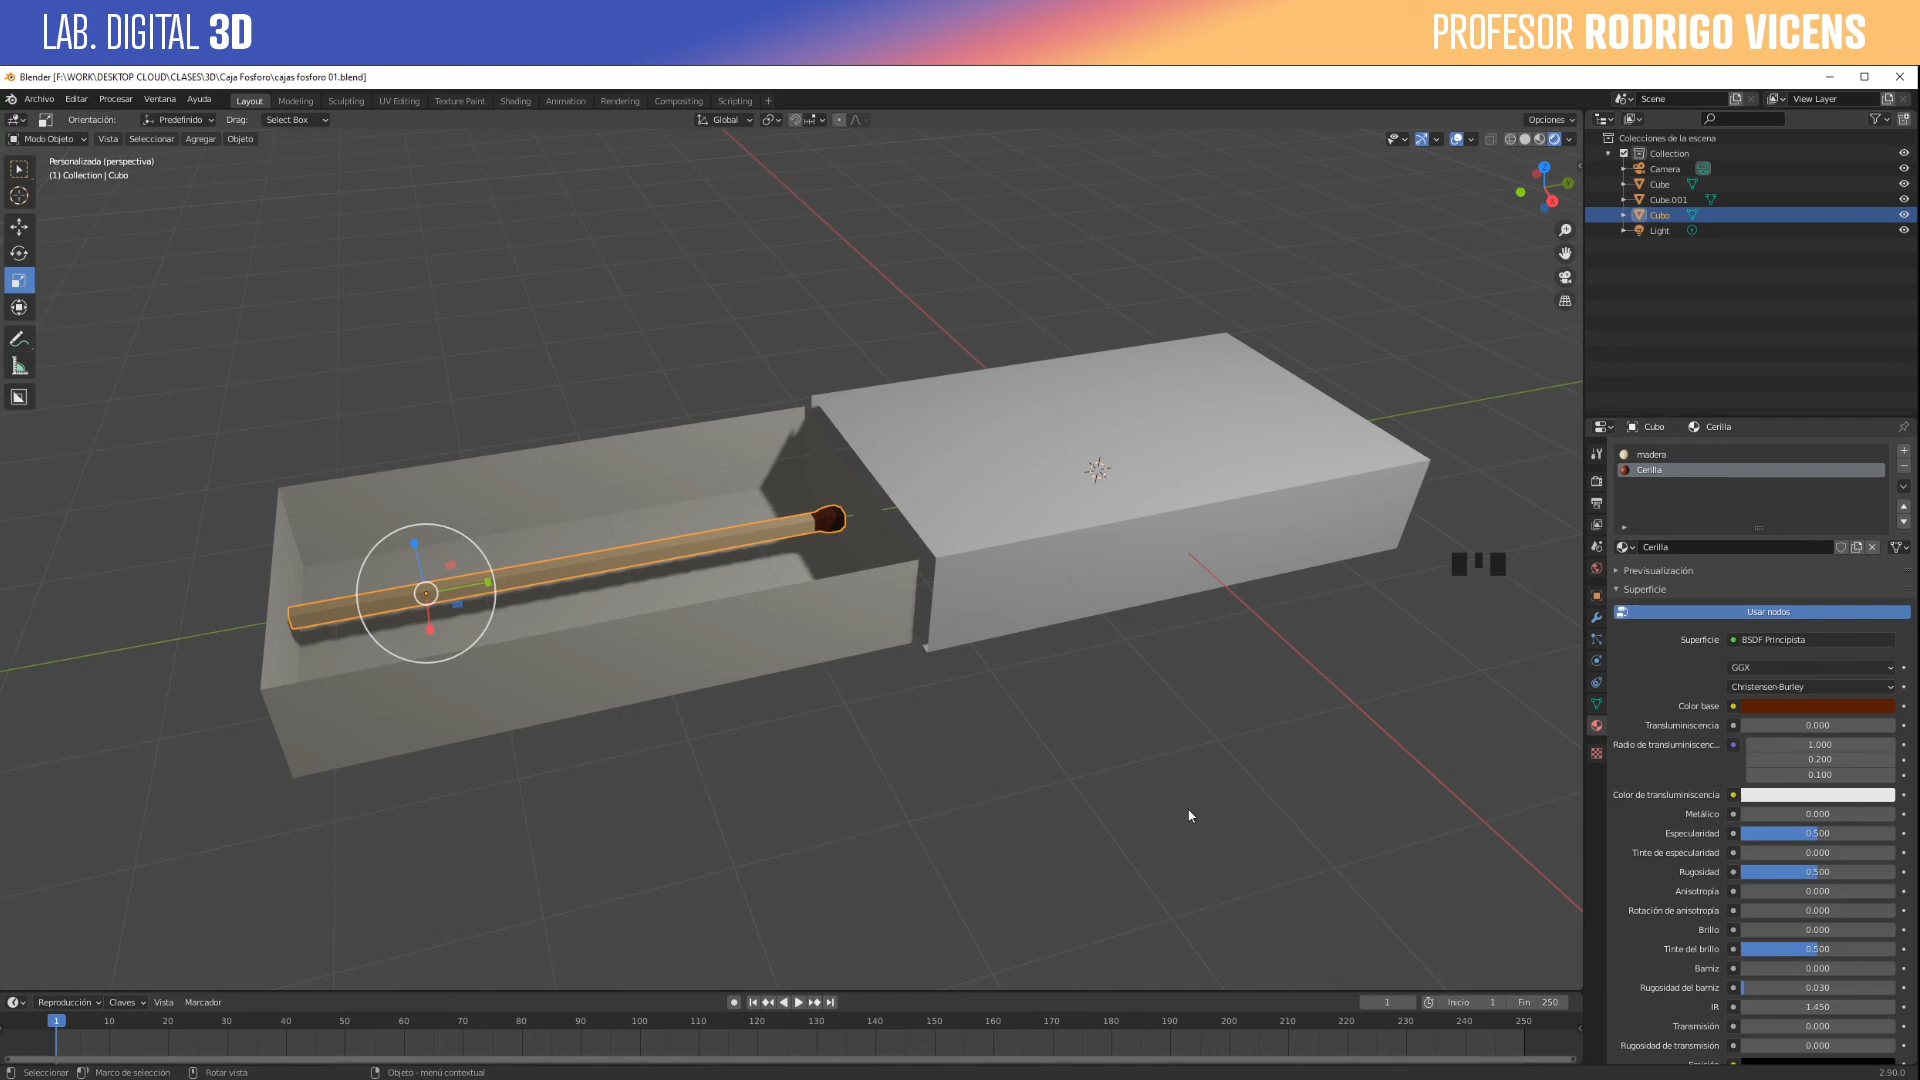 LAB. DIGITAL 3D
PROFESOR RODRIGO VICENS
Blender [F:\WORK\DESKTOP CLOUD\CLASES\3D\Caja Fosforo\cajas fosforo 01.blend]
Archivo Editar Procesar Ventana Ayuda Layout Modeling Sculpting UV Editing Texture Paint Shading Animation Rendering Compositing Scripting + Scene View Layer
Orientación: Predefinido Drag: Select Box Global Opciones
Modo Objeto Vista Seleccionar Agregar Objeto
Personalizada (perspectiva)
(1) Collection | Cubo
Z
Y
X
Colecciones de la escena
Collection
Camera
Cube
Cube.001
Cubo
Light
Cubo Cerilla
madera
Cerilla
Cerilla
Previsualización
Superficie
Usar nodos
Superficie BSDF Principista
GGX
Christensen-Burley
Color base
Transluminiscencia 0.000
Radio de transluminiscenc... 1.000
0.200
0.100
Color de transluminiscencia
Metálico 0.000
Especularidad 0.500
Tinte de especularidad 0.000
Rugosidad 0.500
Anisotropía 0.000
Rotación de anisotropía 0.000
Brillo 0.000
Tinte del brillo 0.500
Barniz 0.000
Rugosidad del barniz 0.030
IR 1.450
Transmisión 0.000
Rugosidad de transmisión 0.000
Reproducción Claves Vista Marcador 1 Inicio 1 Fin 250
1 10 20 30 40 50 60 70 80 90 100 110 120 130 140 150 160 170 180 190 200 210 220 230 240 250
Seleccionar Marco de selección Rotar vista Objeto - menú contextual 2.90.0